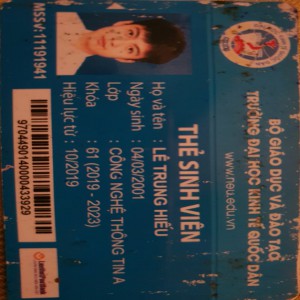 BỘ GIÁO DỤC VÀ ĐÀO TẠO
TRƯỜNG ĐẠI HỌC KINH TẾ QUỐC DÂN
www.neu.edu.vn
THẺ SINH VIÊN
Họ và tên : LÊ TRUNG HIẾU
Ngày sinh : 04/03/2001
Lớp : CÔNG NGHỆ THÔNG TIN A
Khóa : 61 (2019 - 2023)
Hiệu lực từ : 10/2019
MSSV: 11191941
9704490140000433929